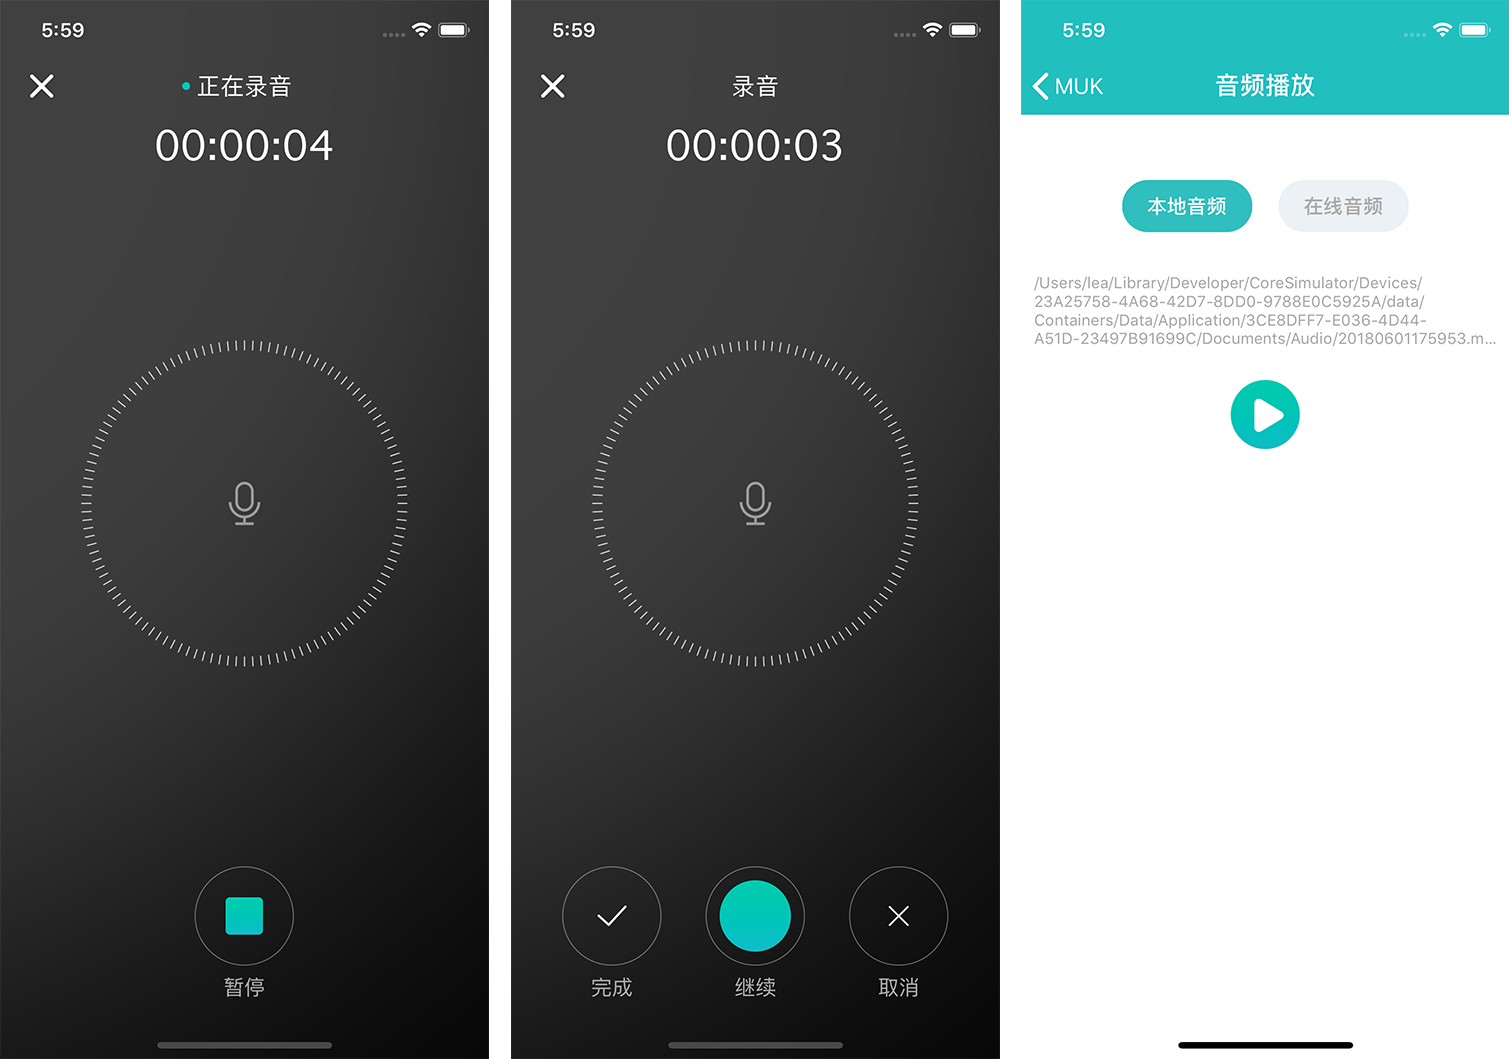 5:59
正在录音
00:00:04
暂停
5:59
录音
00:00:03
完成
继续
取消
5:59
MUK
音频播放
本地音频
在线音频
/Users/lea/Library/Developer/CoreSimulator/Devices/
23A25758-4A68-42D7-8DD0-9788E0C5925A/data/
Containers/Data/Application/3CE8DFF7-E036-4D44-
A51D-23497B91699C/Documents/Audio/20180601175953.m...